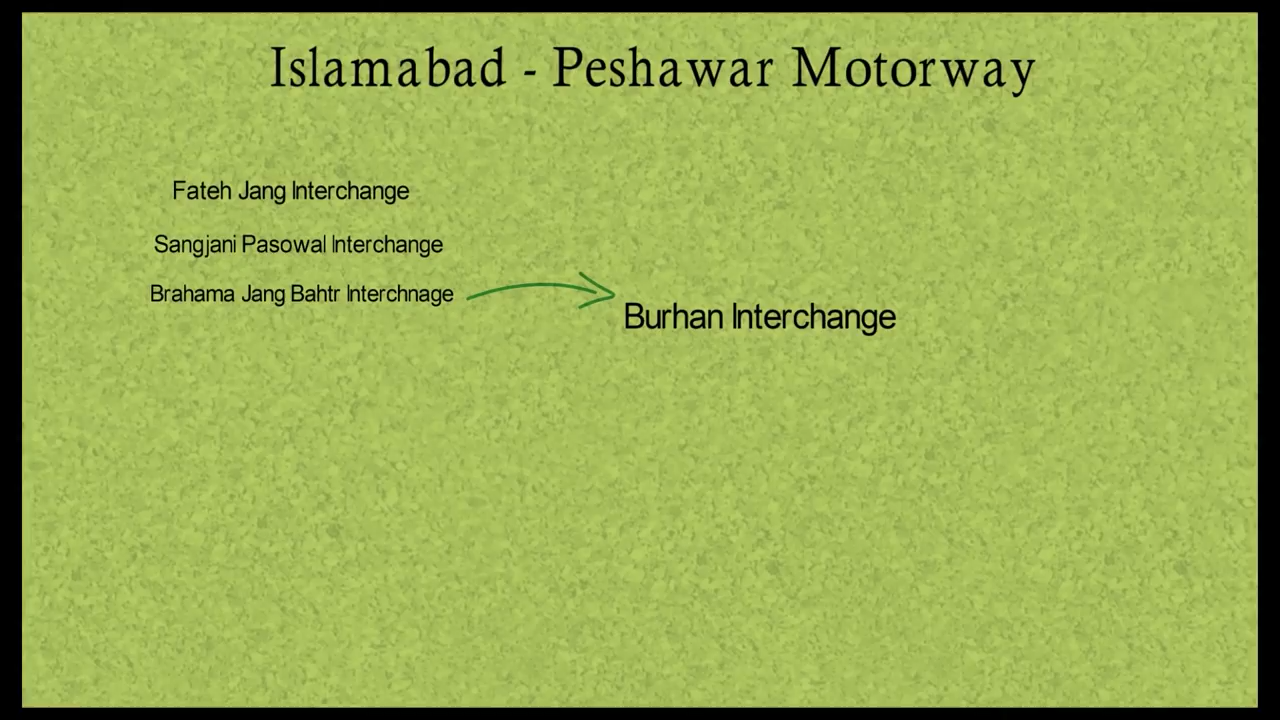 Islamabad - Peshawar Motorway
Fateh Jang Interchange
Sangjani Pasowal Interchange
Brahama Jang Bahtr Interchnage
Burhan Interchange